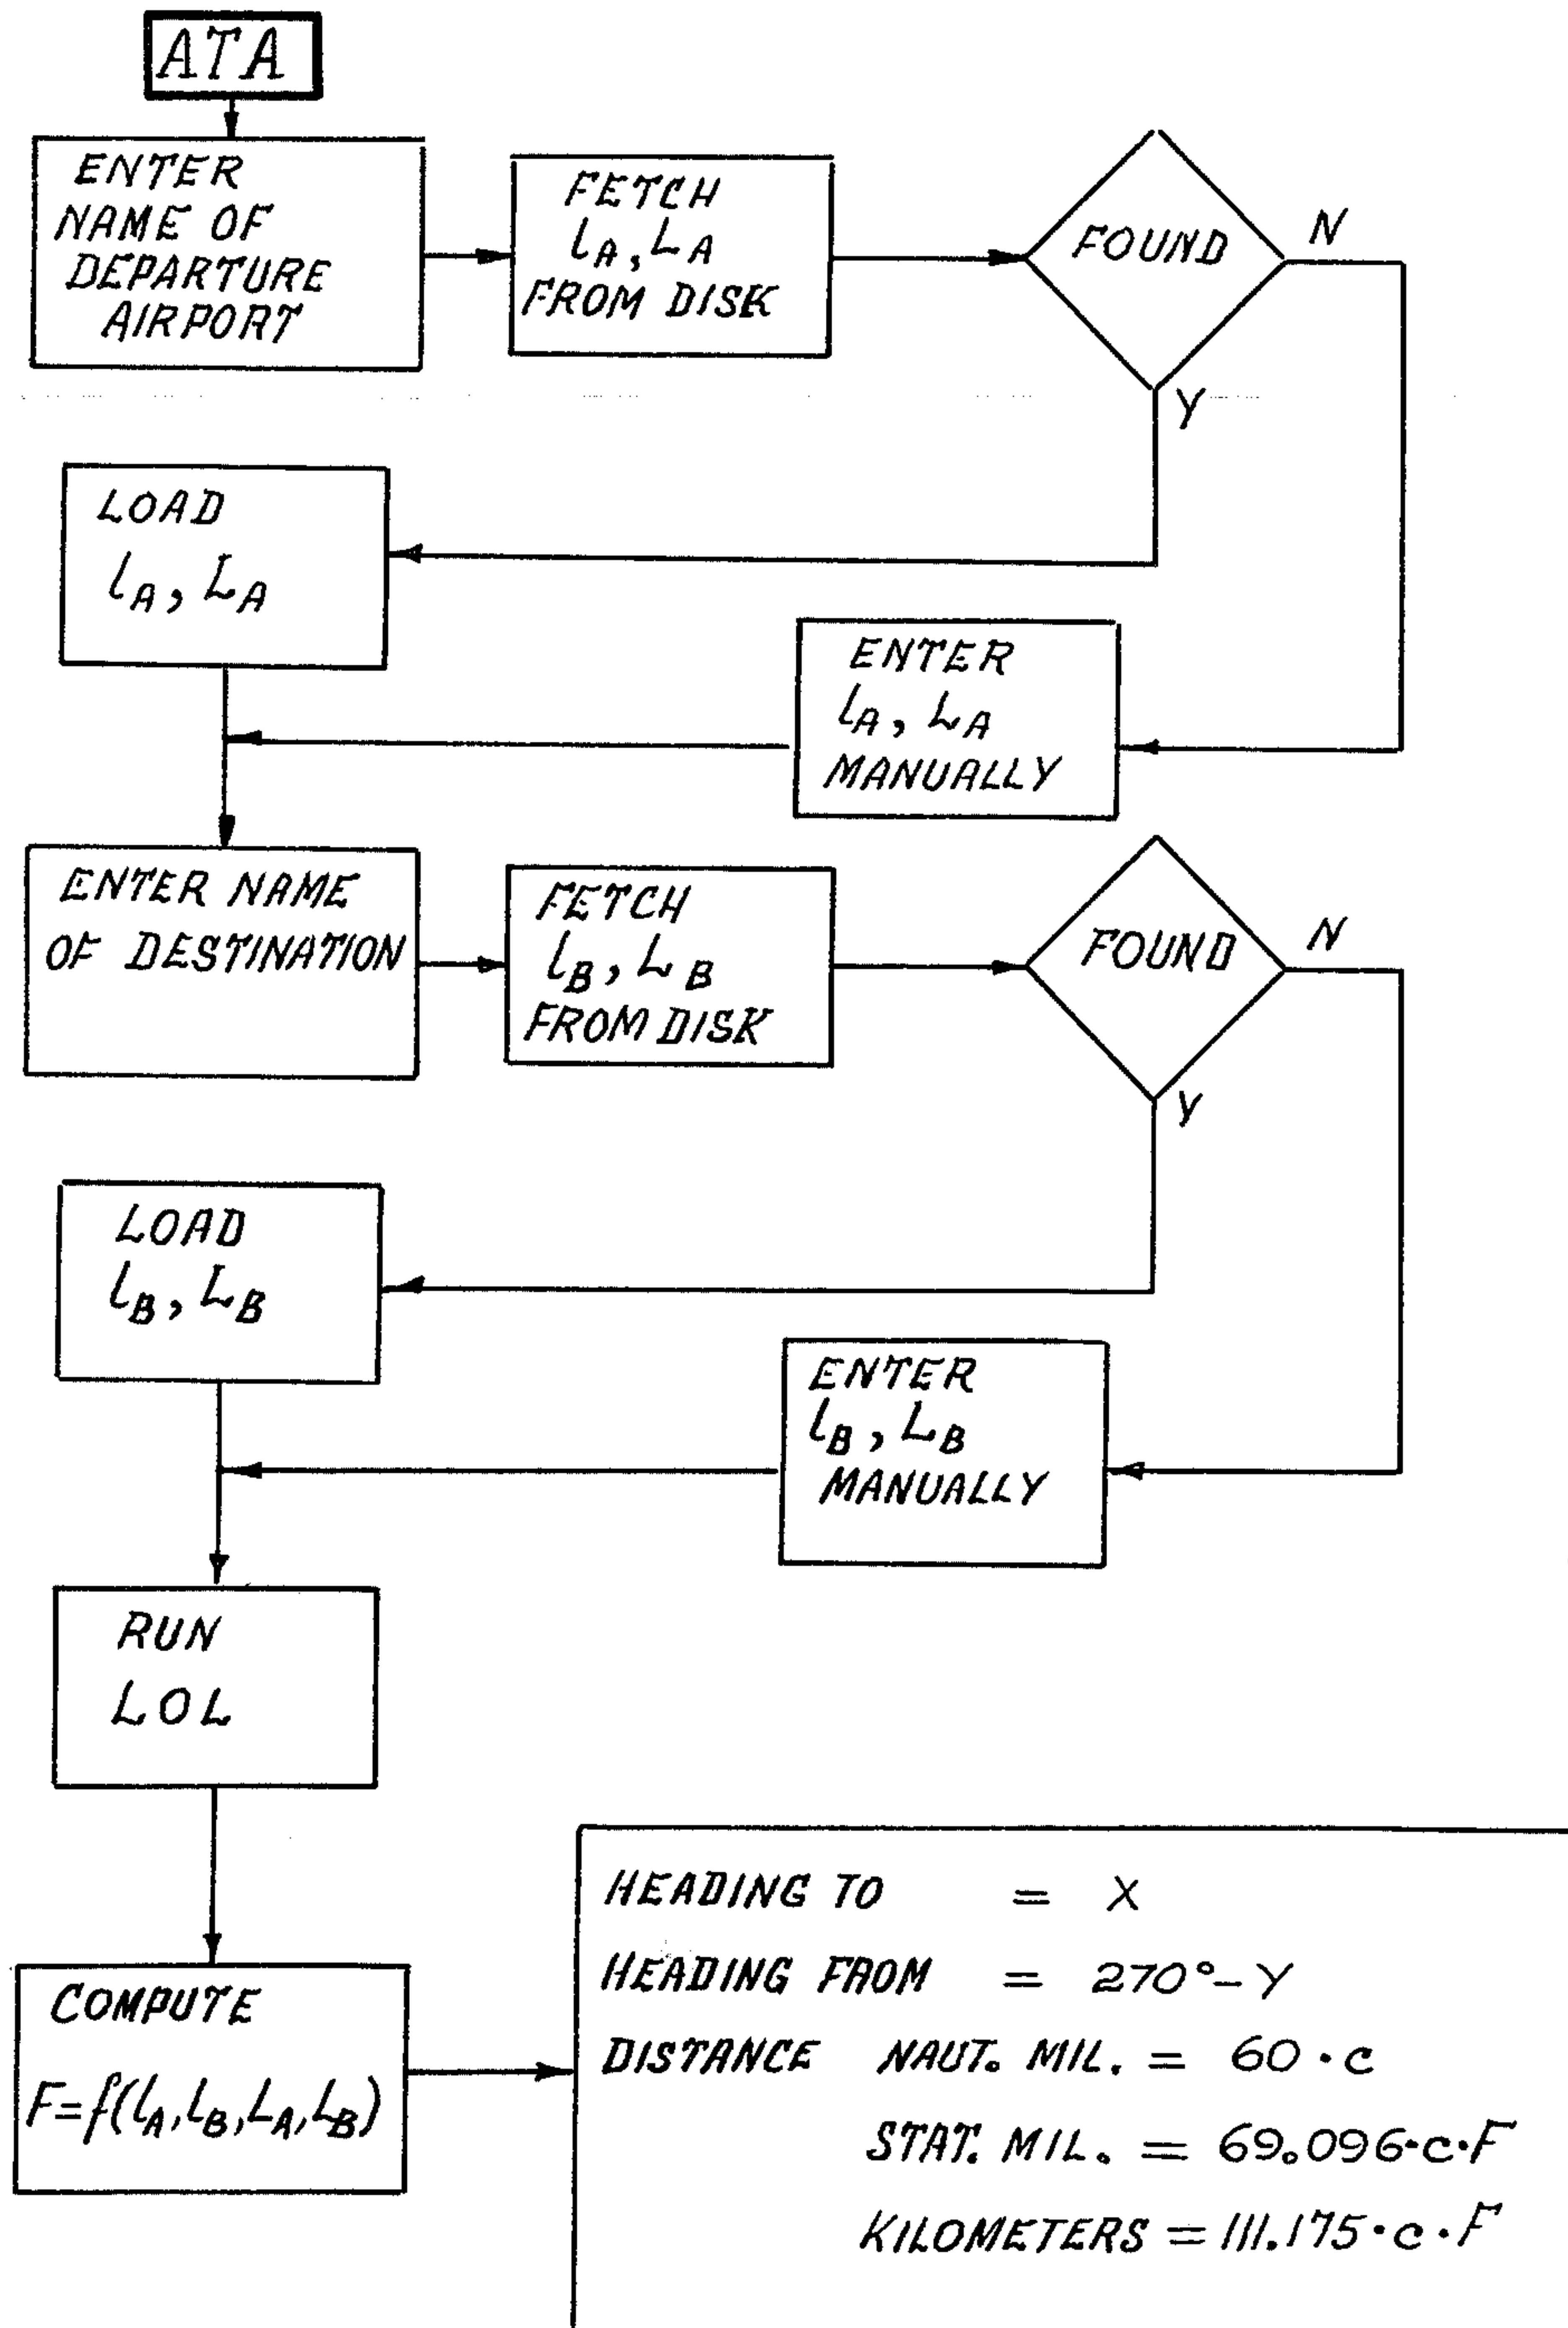 ATA
ENTER
NAME OF
DEPARTURE
AIRPORT
FETCH
lA, LA
FROM DISK
FOUND
N
Y
LOAD
lA, LA
ENTER
lA, LA
MANUALLY
ENTER NAME
OF DESTINATION
FETCH
lB, LB
FROM DISK
FOUND
N
Y
LOAD
lB, LB
ENTER
lB, LB
MANUALLY
RUN
LOL
COMPUTE
F=f(lA,lB,LA,LB)
HEADING TO = X
HEADING FROM = 270°-Y
DISTANCE NAUT. MIL. = 60·c
STAT. MIL. = 69.096·c·F
KILOMETERS = 111.175·c·F